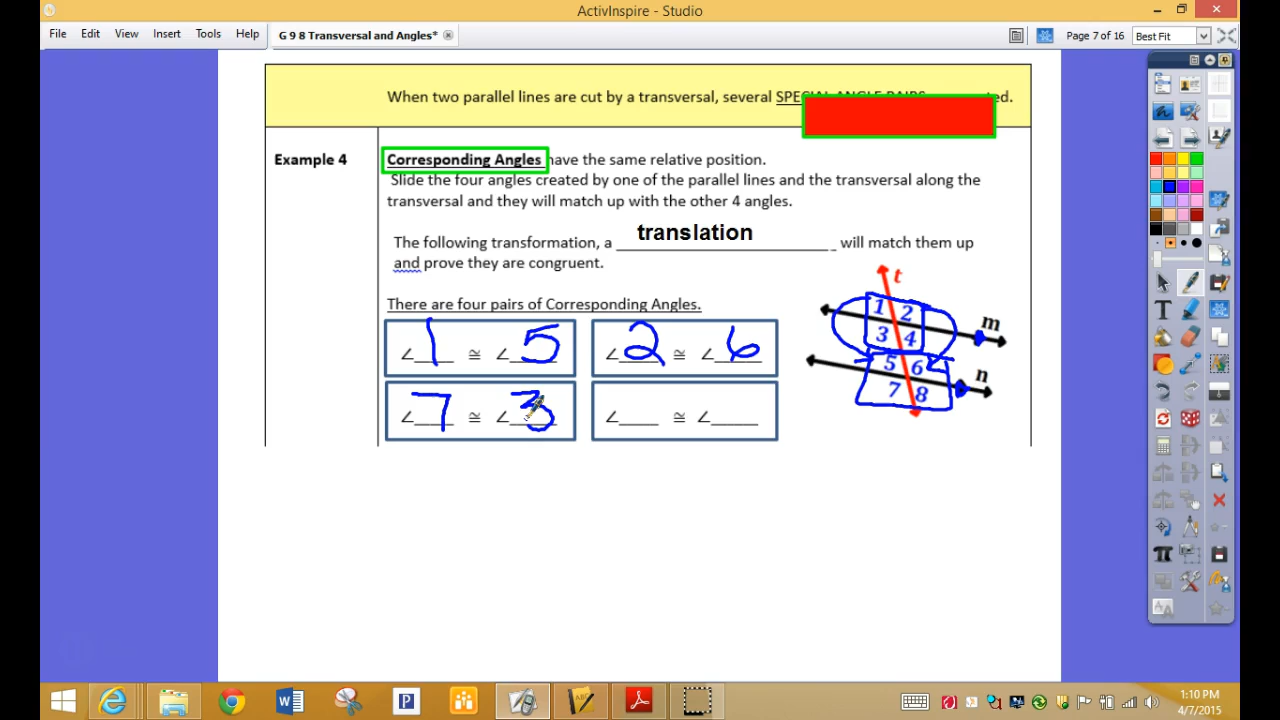 ActivInspire - Studio
File Edit View Insert Tools Help
G 9 8 Transversal and Angles*
Page 7 of 16
Best Fit
When two parallel lines are cut by a transversal, several SPECIAL ANGLE PAIRS
Example 4
Corresponding Angles have the same relative position.
Slide the four angles created by one of the parallel lines and the transversal along the
transversal and they will match up with the other 4 angles.
translation
The following transformation, a ____ will match them up
and prove they are congruent.
There are four pairs of Corresponding Angles.
∠1 ≅ ∠5
∠2 ≅ ∠6
∠7 ≅ ∠3
∠____ ≅ ∠____
t
1 2
m
3 4
5 6
n
7 8
1:10 PM
4/7/2015